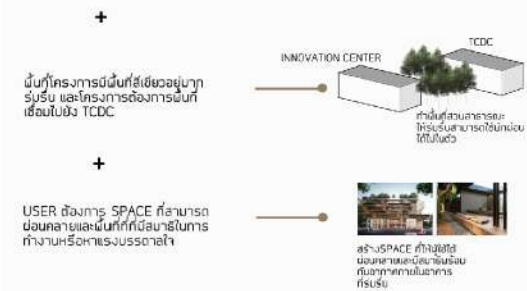 +
พื้นที่โครงการมีพื้นที่สีเขียวอยู่มาก
ร่มรื่น และโครงการต้องการพื้นที่
เชื่อมไปยัง TCDC
INNOVATION CENTER
TCDC
ทำพื้นที่สวนสาธารณะ
ให้ร่มรื่นสามารถใช้พักผ่อน
ได้ไปในตัว
+
USER ต้องการ SPACE ที่สามารถ
ผ่อนคลายและพื้นที่ที่มีสมาธิในการ
ทำงานหรือหาแรงบรรดาลใจ
สร้างSPACE ที่ให้ผู้ใช้ได้
ผ่อนคลายและมีสมาธิพร้อม
กับอากาศภายในอาคาร
ที่ร่มรื่น